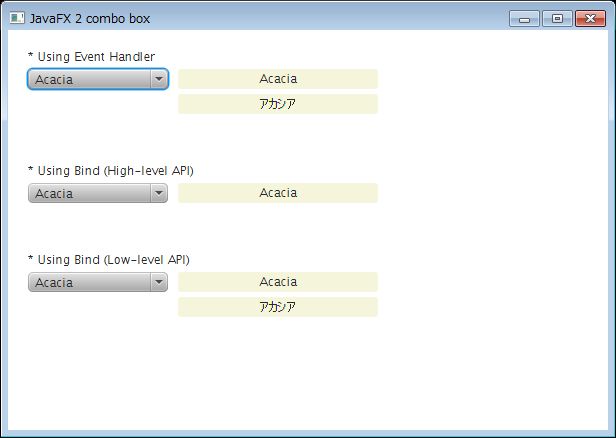 JavaFX 2 combo box
* Using Event Handler
Acacia Acacia
アカシア
* Using Bind (High-level API)
Acacia Acacia
* Using Bind (Low-level API)
Acacia Acacia
アカシア